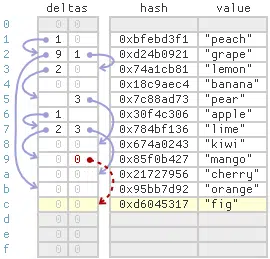 deltas hash value
0 0 0
1 1 0 0xbfebd3f1 "peach"
2 9 1 0xd24b0921 "grape"
3 2 0 0x74a1cb81 "lemon"
4 0 0 0x18c9aec4 "banana"
5 3 0x7c88ad73 "pear"
6 1 0 0x30f4c306 "apple"
7 2 3 0x784bf136 "lime"
8 0 0 0x674a0243 "kiwi"
9 0 0 0x85f0b427 "mango"
a 0 0 0x21727956 "cherry"
b 0 0 0x95bb7d92 "orange"
c 0 0 0xd6045317 "fig"
d 0 0
e 0 0
f 0 0